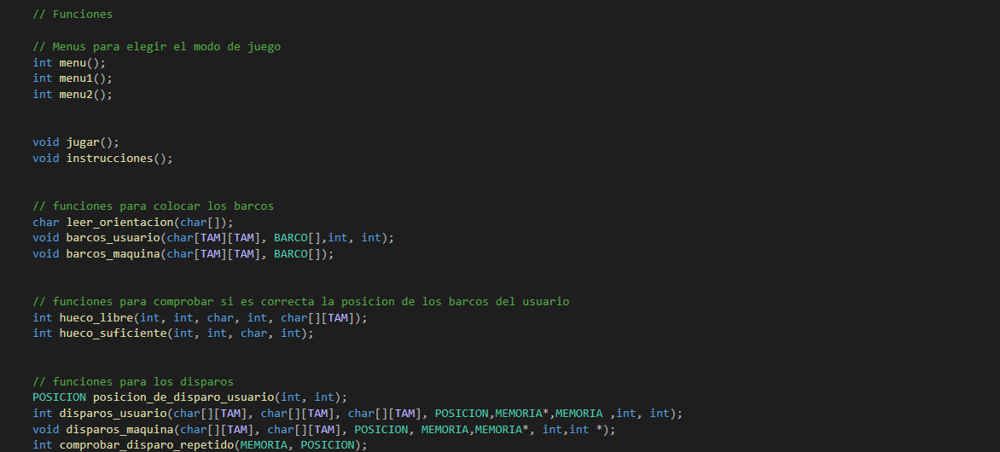 // Funciones
// Menus para elegir el modo de juego
int menu();
int menu1();
int menu2();
void jugar();
void instrucciones();
// funciones para colocar los barcos
char leer_orientacion(char[]);
void barcos_usuario(char[TAM][TAM], BARCO[],int, int);
void barcos_maquina(char[TAM][TAM], BARCO[]);
// funciones para comprobar si es correcta la posicion de los barcos del usuario
int hueco_libre(int, int, char, int, char[][TAM]);
int hueco_suficiente(int, int, char, int);
// funciones para los disparos
POSICION posicion_de_disparo_usuario(int, int);
int disparos_usuario(char[][TAM], char[][TAM], char[][TAM], POSICION,MEMORIA*,MEMORIA ,int, int);
void disparos_maquina(char[][TAM], char[][TAM], POSICION, MEMORIA,MEMORIA*, int,int *);
int comprobar_disparo_repetido(MEMORIA, POSICION);